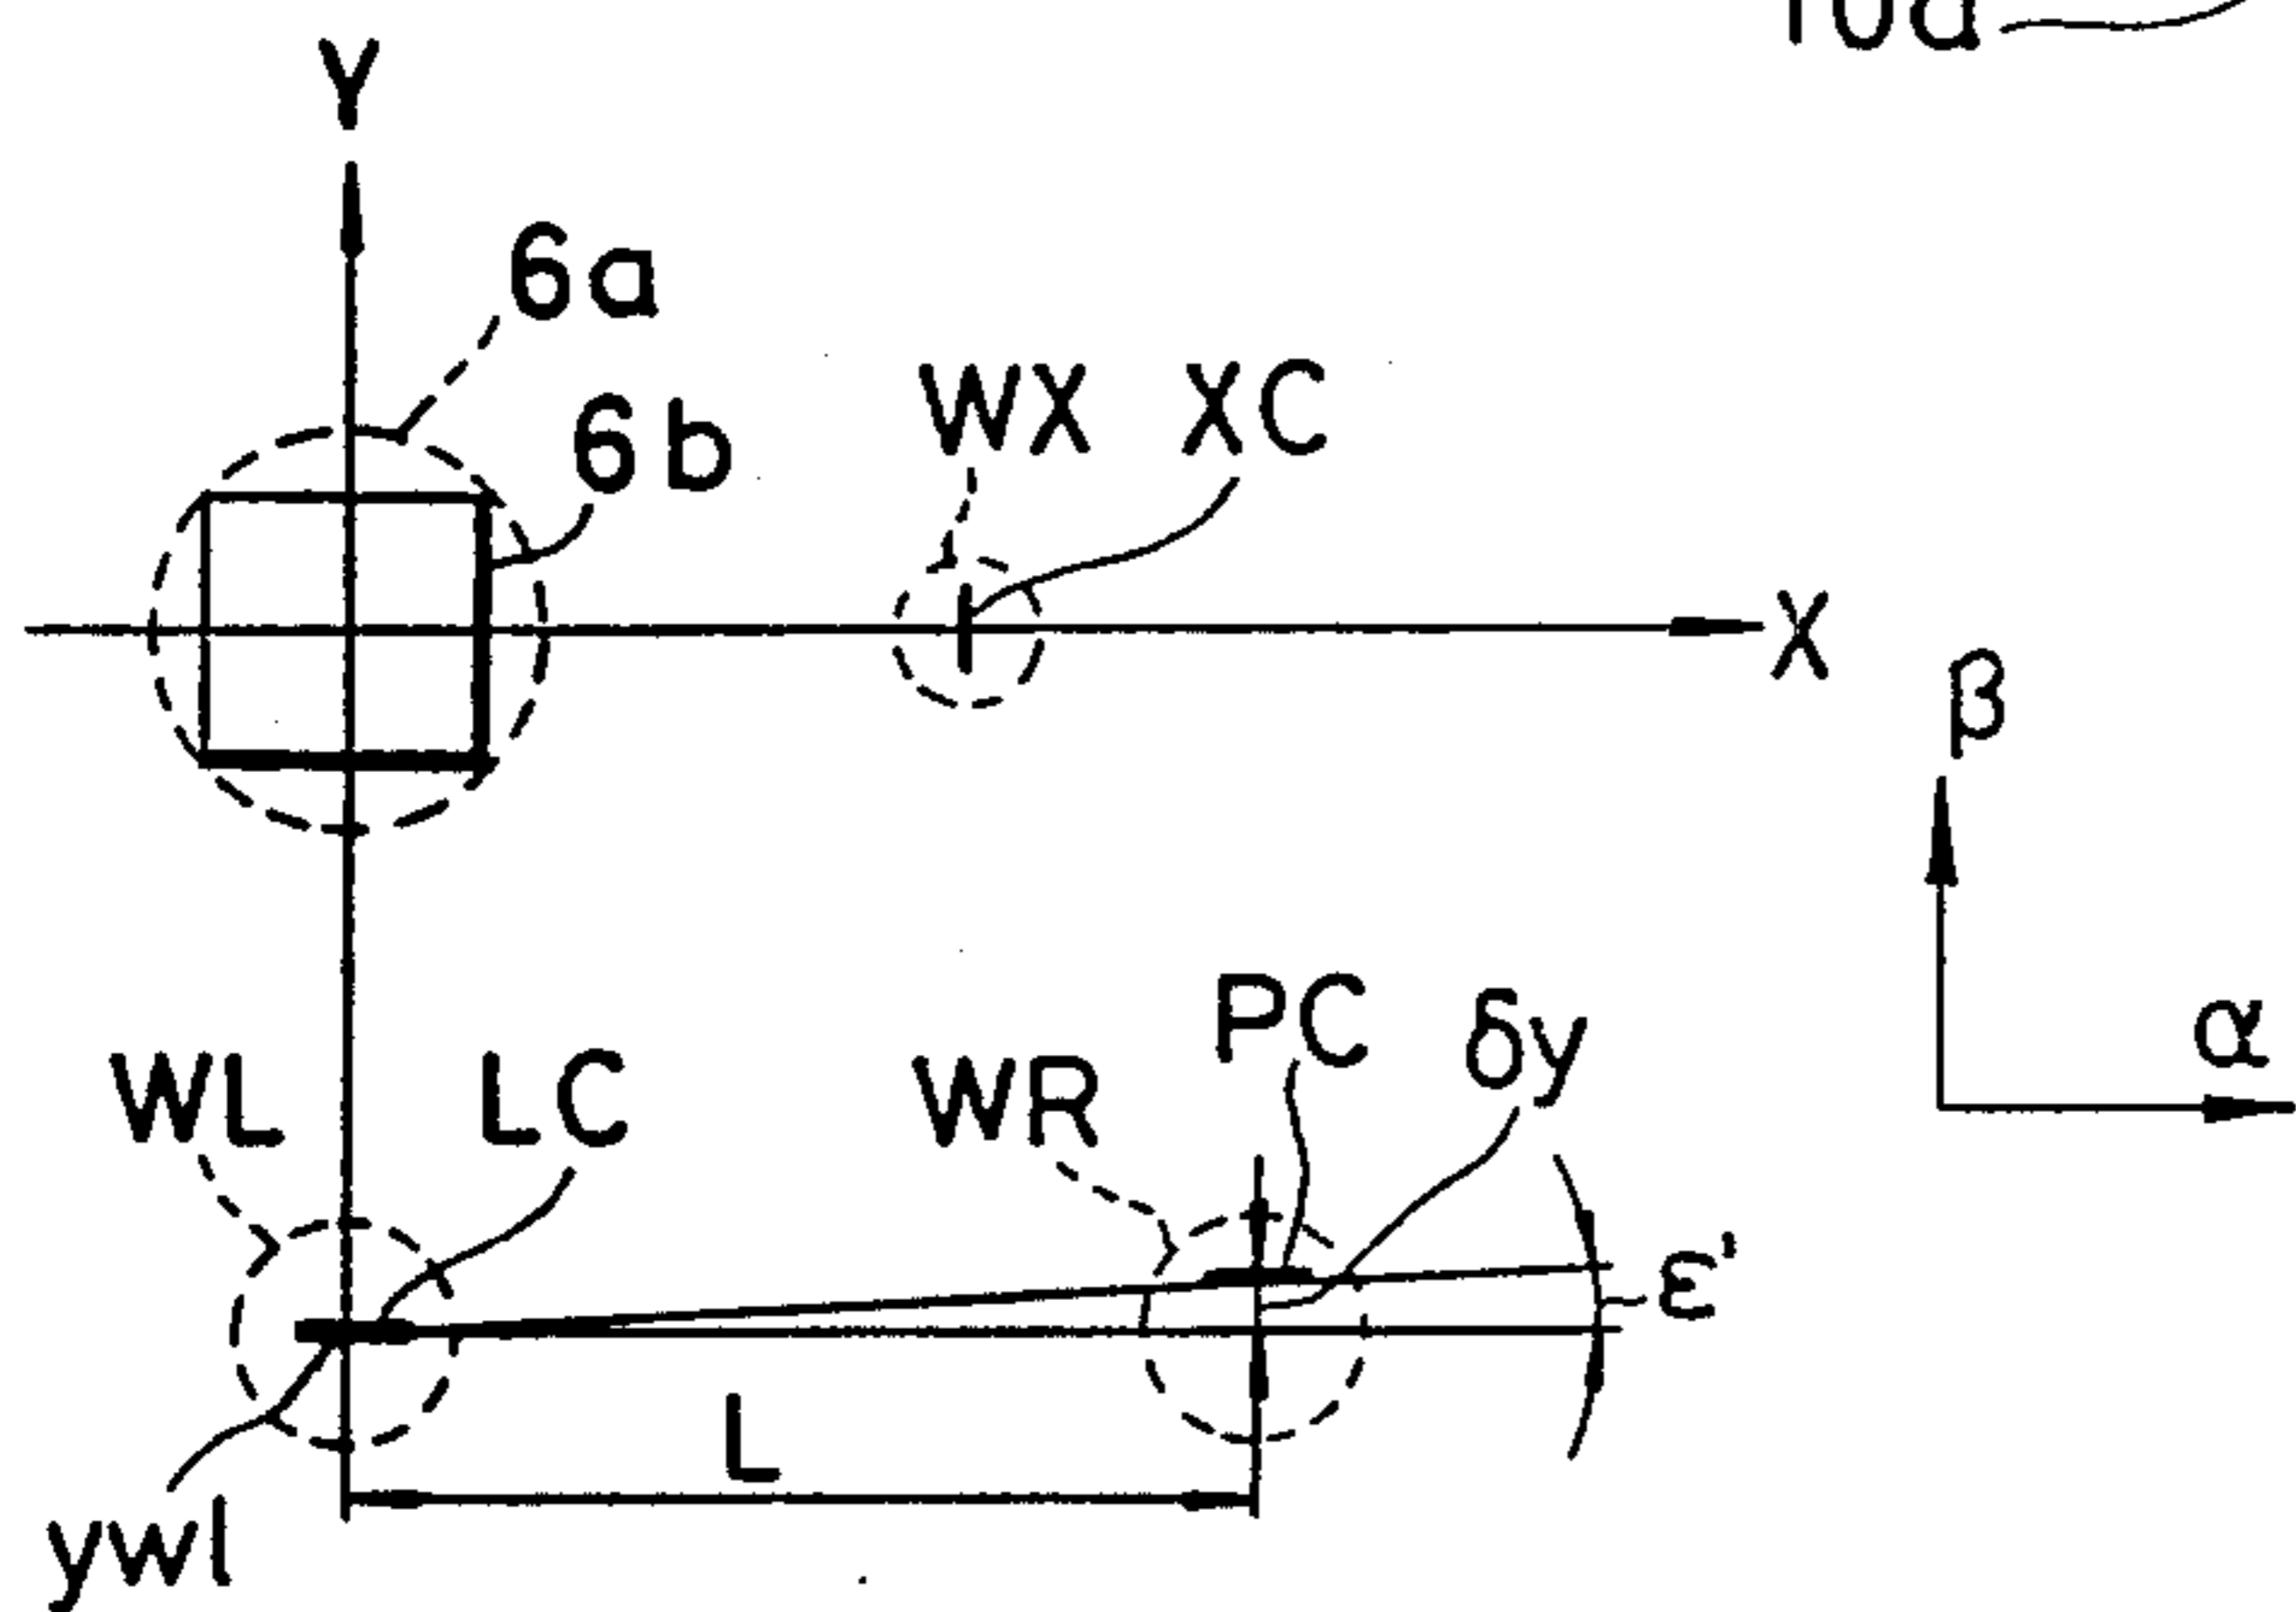 10a
Y
6a
6b
WX XC
X
β
α
WL LC WR PC δy
ε'
L
ywl